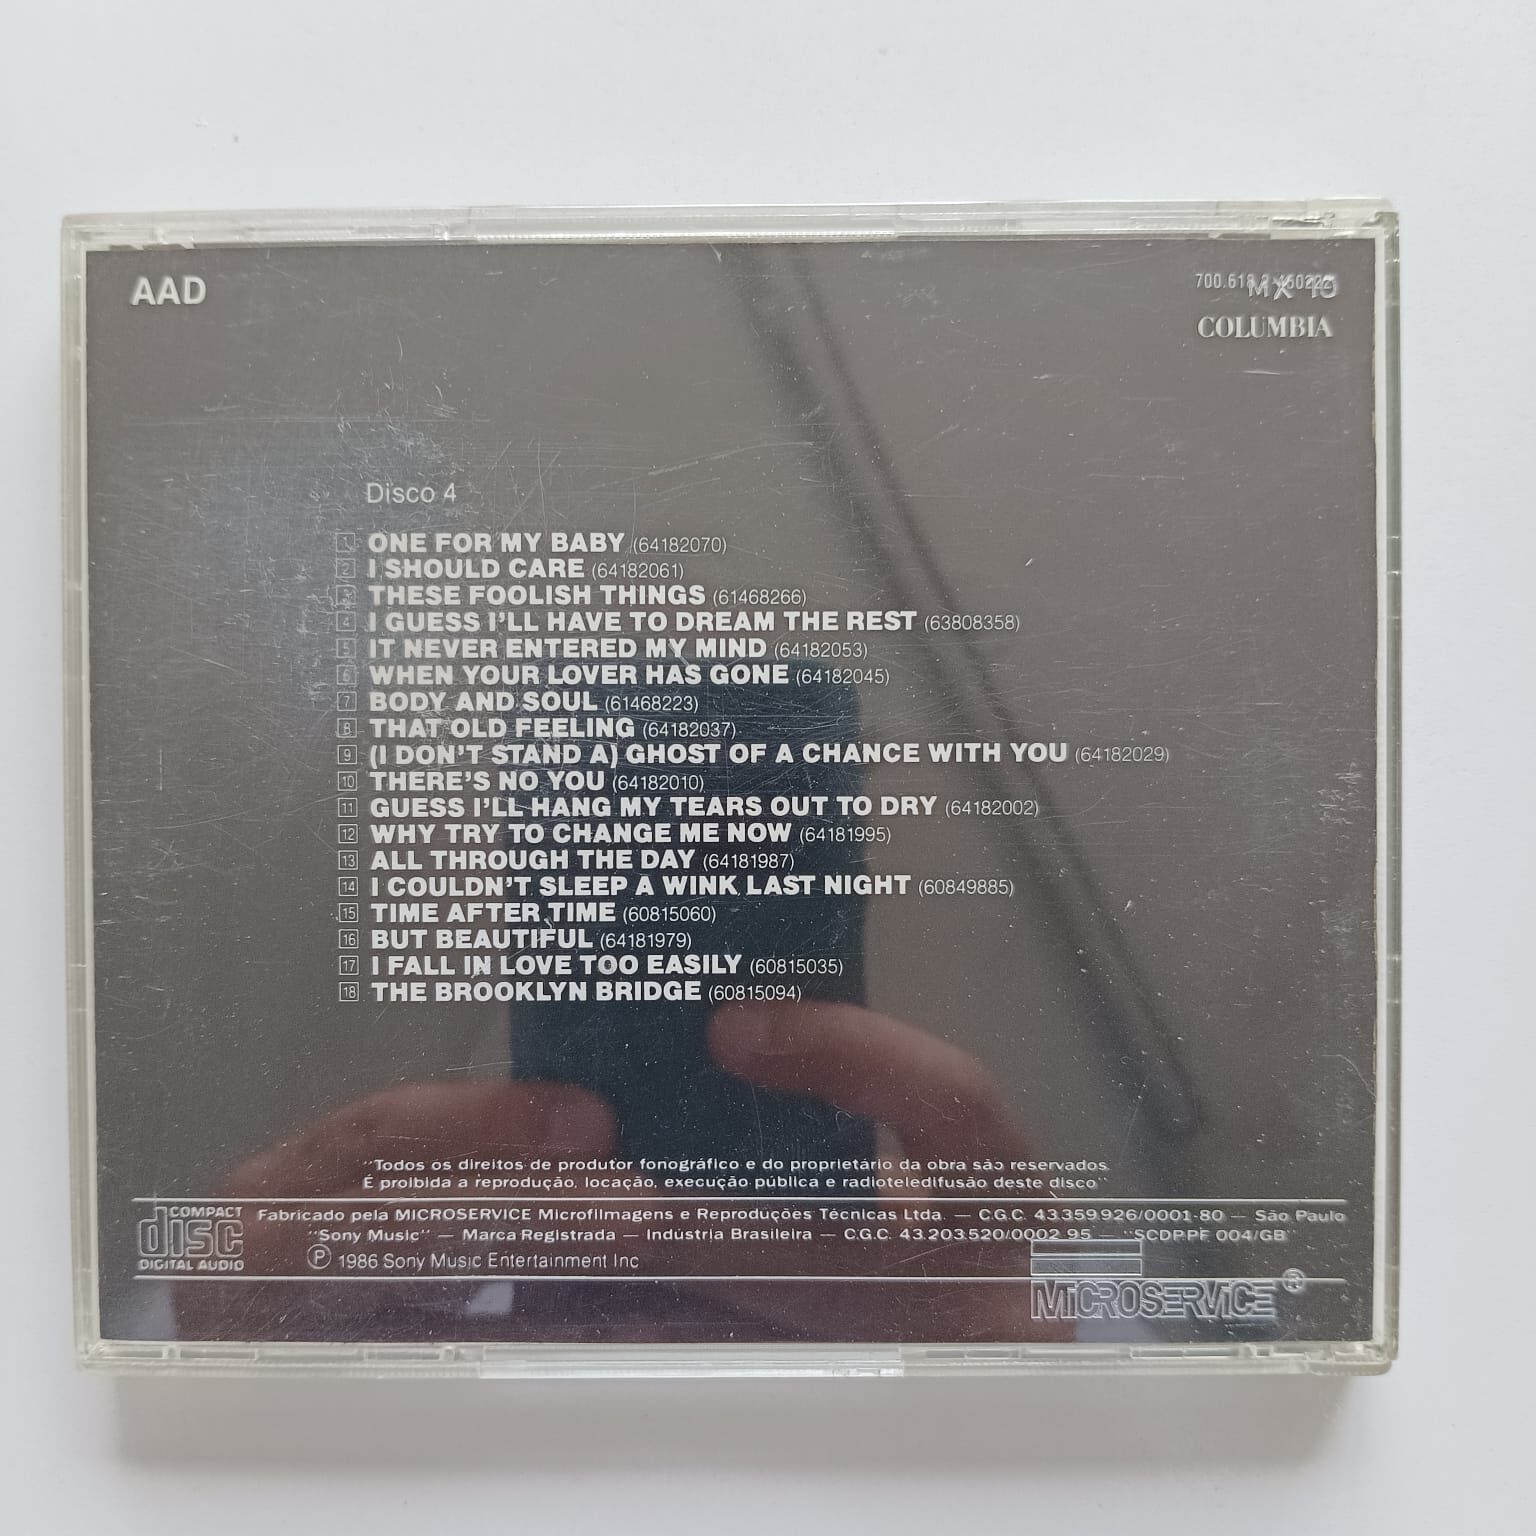 AAD
700.618 2-460222
MX 10
COLUMBIA
Disco 4
1 ONE FOR MY BABY (64182070)
2 I SHOULD CARE (64182061)
3 THESE FOOLISH THINGS (61468266)
4 I GUESS I'LL HAVE TO DREAM THE REST (63808358)
5 IT NEVER ENTERED MY MIND (64182053)
6 WHEN YOUR LOVER HAS GONE (64182045)
7 BODY AND SOUL (61468223)
8 THAT OLD FEELING (64182037)
9 (I DON'T STAND A) GHOST OF A CHANCE WITH YOU (64182029)
10 THERE'S NO YOU (64182010)
11 GUESS I'LL HANG MY TEARS OUT TO DRY (64182002)
12 WHY TRY TO CHANGE ME NOW (64181995)
13 ALL THROUGH THE DAY (64181987)
14 I COULDN'T SLEEP A WINK LAST NIGHT (60849885)
15 TIME AFTER TIME (60815060)
16 BUT BEAUTIFUL (64181979)
17 I FALL IN LOVE TOO EASILY (60815035)
18 THE BROOKLYN BRIDGE (60815094)
"Todos os direitos de produtor fonográfico e do proprietário da obra são reservados.
É proibida a reprodução, locação, execução pública e radioteledifusão deste disco"
COMPACT disc DIGITAL AUDIO
Fabricado pela MICROSERVICE Microfilmagens e Reproduções Técnicas Ltda. — C.G.C. 43.359.926/0001-80 — São Paulo
"Sony Music" — Marca Registrada — Indústria Brasileira — C.G.C. 43.203.520/0002 95 — "SCDP.PF 004/GB"
Ⓟ 1986 Sony Music Entertainment Inc
MICROSERVICE ®